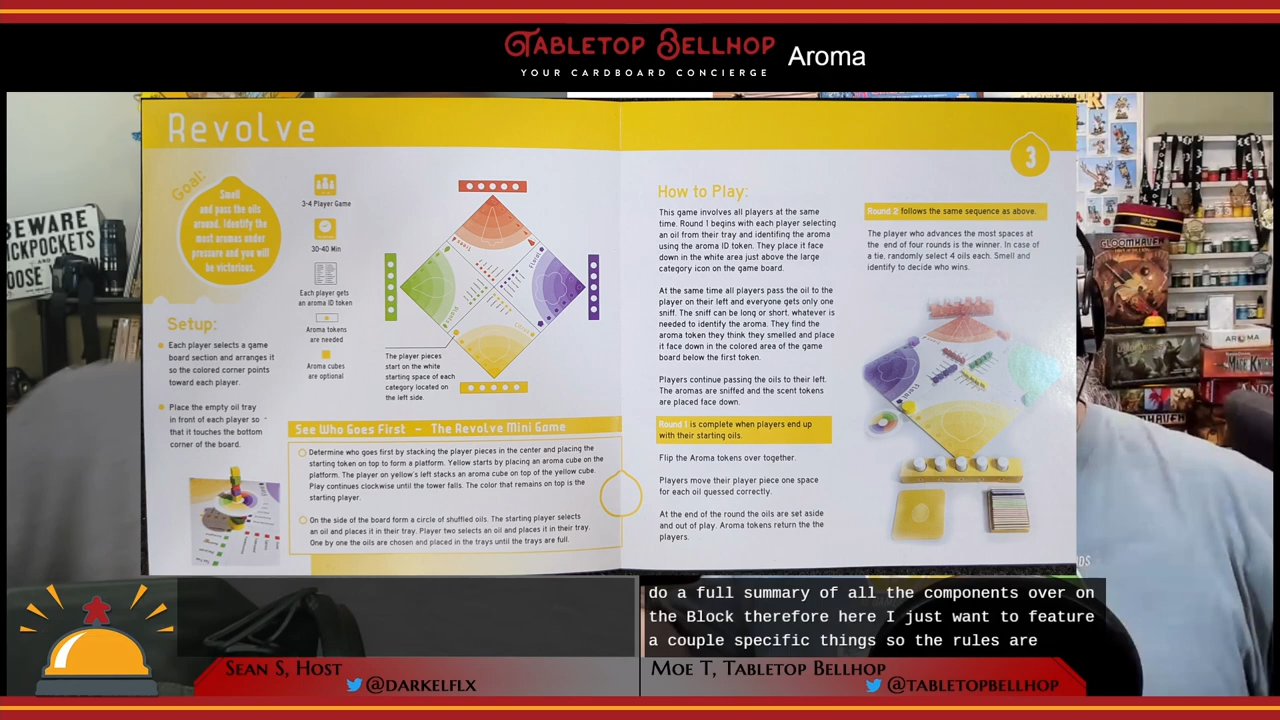 TABLETOP BELLHOP
YOUR CARDBOARD CONCIERGE
Aroma
Revolve
3
Goal:
Smell
and pass the oils
around. Identify the
most aromas under
pressure and you will
be victorious.
3-4 Player Game
30-40 Min
Each player gets
an aroma ID token
Aroma tokens
are needed
Aroma cubes
are optional
Setup:
Each player selects a game
board section and arranges it
so the colored corner points
toward each player.
Place the empty oil tray
in front of each player so
that it touches the bottom
corner of the board.
The player pieces
start on the white
starting space of each
category located on
the left side.
See Who Goes First - The Revolve Mini Game
Determine who goes first by stacking the player pieces in the center and placing the
starting token on top to form a platform. Yellow starts by placing an aroma cube on the
platform. The player on yellow's left stacks an aroma cube on top of the yellow cube.
Play continues clockwise until the tower falls. The color that remains on top is the
starting player.
On the side of the board form a circle of shuffled oils. The starting player selects
an oil and places it in their tray. Player two selects an oil and places it in their tray.
One by one the oils are chosen and placed in the trays until the trays are full.
How to Play:
This game involves all players at the same
time. Round 1 begins with each player selecting
an oil from their tray and identifying the aroma
using the aroma ID token. They place it face
down in the white area just above the large
category icon on the game board.
At the same time all players pass the oil to the
player on their left and everyone gets only one
sniff. The sniff can be long or short, whatever is
needed to identify the aroma. They find the
aroma token they think they smelled and place
it face down in the colored area of the game
board below the first token.
Players continue passing the oils to their left.
The aromas are sniffed and the scent tokens
are placed face down.
Round 1 is complete when players end up
with their starting oils.
Flip the Aroma tokens over together.
Players move their player piece one space
for each oil guessed correctly.
At the end of the round the oils are set aside
and out of play. Aroma tokens return the the
players.
Round 2 follows the same sequence as above.
The player who advances the most spaces at
the end of four rounds is the winner. In case of
a tie, randomly select 4 oils each. Smell and
identify to decide who wins.
BEWARE
PICKPOCKETS
LOOSE
GLOOMHAVEN
AROMA
do a full summary of all the components over on
the Block therefore here I just want to feature
a couple specific things so the rules are
SEAN S, HOST
@DARKELFLX
MOE T, TABLETOP BELLHOP
@TABLETOPBELLHOP